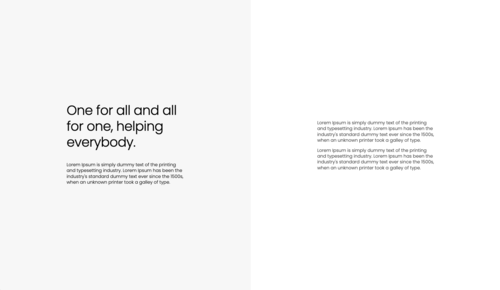 One for all and all
for one, helping
everybody.
Lorem Ipsum is simply dummy text of the printing
and typesetting industry. Lorem Ipsum has been the
industry's standard dummy text ever since the 1500s,
when an unknown printer took a galley of type.
Lorem Ipsum is simply dummy text of the printing
and typesetting industry. Lorem Ipsum has been the
industry's standard dummy text ever since the 1500s,
when an unknown printer took a galley of type.
Lorem Ipsum is simply dummy text of the printing
and typesetting industry. Lorem Ipsum has been the
industry's standard dummy text ever since the 1500s,
when an unknown printer took a galley of type.